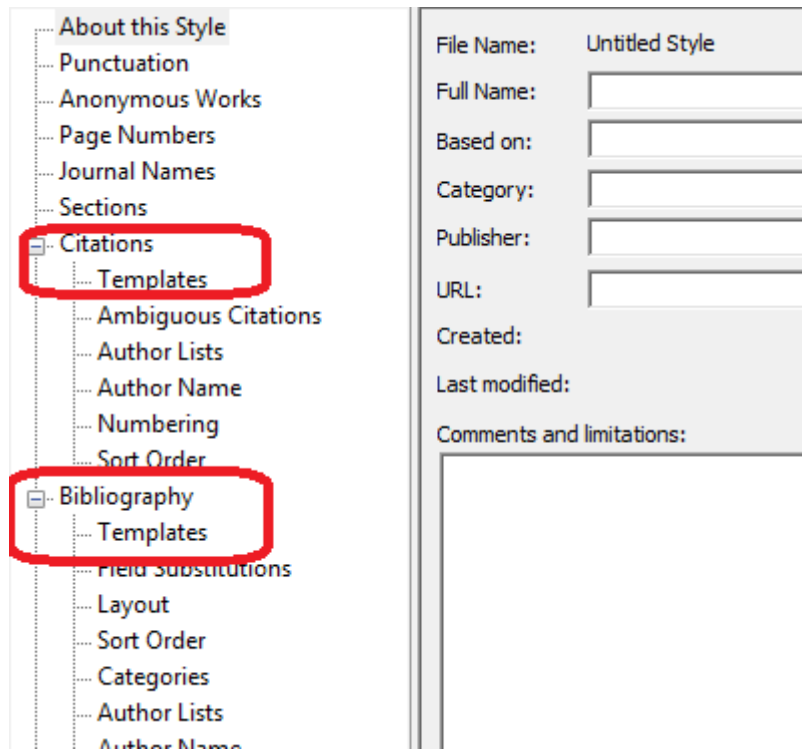 About this Style
Punctuation
Anonymous Works
Page Numbers
Journal Names
Sections
Citations
Templates
Ambiguous Citations
Author Lists
Author Name
Numbering
Sort Order
Bibliography
Templates
Field Substitutions
Layout
Sort Order
Categories
Author Lists
Author Name
File Name: Untitled Style
Full Name:
Based on:
Category:
Publisher:
URL:
Created:
Last modified:
Comments and limitations: